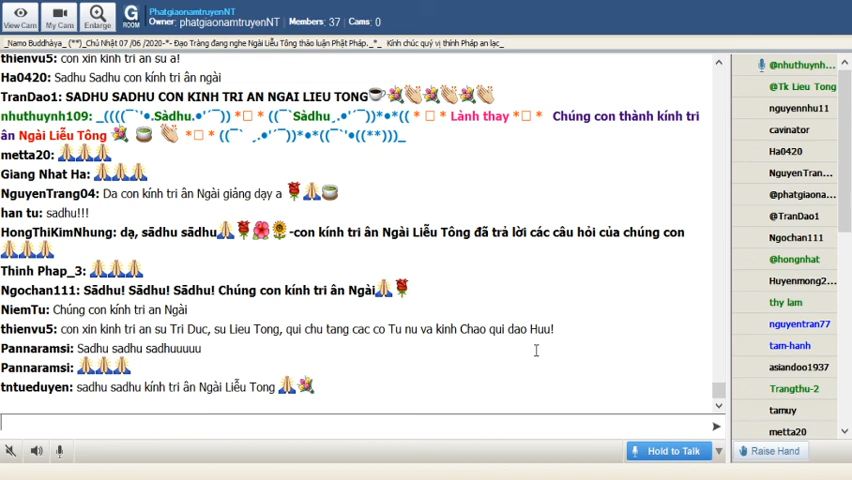 View Cam
My Cam
Enlarge
G
ROOM
PhatgiaonamtruyenNT
Owner: phatgiaonamtruyenNT Members: 37 Cams: 0
_Namo Buddhàya_ (**)_Chủ Nhật 07 /06 /2020-*- Đạo Tràng đang nghe Ngài Liễu Tông thảo luận Phật Pháp._*_ Kính chúc quý vị thính Pháp an lạc_
thienvu5: con xin kinh tri an su a!
Ha0420: Sadhu Sadhu con kính tri ân ngài
TranDao1: SADHU SADHU CON KINH TRI AN NGAI LIEU TONG☕💐👏💐👏💐👏
nhuthuynh109: _((((¯`'•.Sàdhu.•'´¯)) *□ * ((¯`Sàdhu¸.•'´¯))*•*(( * □ * Lành thay *□ * Chúng con thành kính tri
ân Ngài Liễu Tông 💐 🍵 👏 *□ * ((¯` ¸.•'´¯))*•*((¯`'•((**)))_
metta20: 🙏🙏🙏
Giang Nhat Ha: 🙏🙏🙏
NguyenTrang04: Da con kính tri ân Ngài giảng dạy a 🌹🙏🍵
han tu: sadhu!!!
HongThiKimNhung: dạ, sādhu sādhu🙏🌹🌺🌻-con kính tri ân Ngài Liễu Tông đã trả lời các câu hỏi của chúng con
🙏🙏🙏
Thinh Phap_3: 🙏🙏🙏
Ngochan111: Sādhu! Sādhu! Sādhu! Chúng con kính tri ân Ngài🙏🌹
NiemTu: Chúng con kính tri an Ngài
thienvu5: con xin kinh tri an su Tri Duc, su Lieu Tong, qui chu tang cac co Tu nu va kinh Chao qui dao Huu!
Pannaramsi: Sadhu sadhu sadhuuuuu
Pannaramsi: 🙏🙏🙏
tntueduyen: sadhu sadhu kính tri ân Ngài Liễu Tong 🙏💐
Hold to Talk
@nhuthuynh...
@Tk Lieu Tong
nguyennhu11
cavinator
Ha0420
NguyenTran...
@phatgiaona...
@TranDao1
Ngochan111
@hongnhat
Huyenmong2...
thy lam
nguyentran77
tam-hanh
asiandoo1937
Trangthu-2
tamuy
metta20
Raise Hand